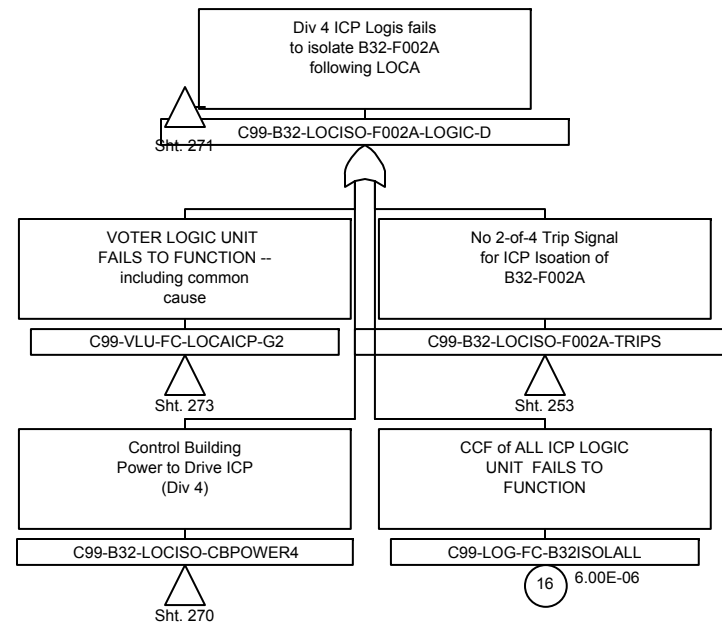 Div 4 ICP Logis fails
to isolate B32-F002A
following LOCA
C99-B32-LOCISO-F002A-LOGIC-D
Sht. 271
VOTER LOGIC UNIT
FAILS TO FUNCTION --
including common
cause
C99-VLU-FC-LOCAICP-G2
Sht. 273
No 2-of-4 Trip Signal
for ICP Isoation of
B32-F002A
C99-B32-LOCISO-F002A-TRIPS
Sht. 253
Control Building
Power to Drive ICP
(Div 4)
C99-B32-LOCISO-CBPOWER4
Sht. 270
CCF of ALL ICP LOGIC
UNIT FAILS TO
FUNCTION
C99-LOG-FC-B32ISOLALL
16 6.00E-06